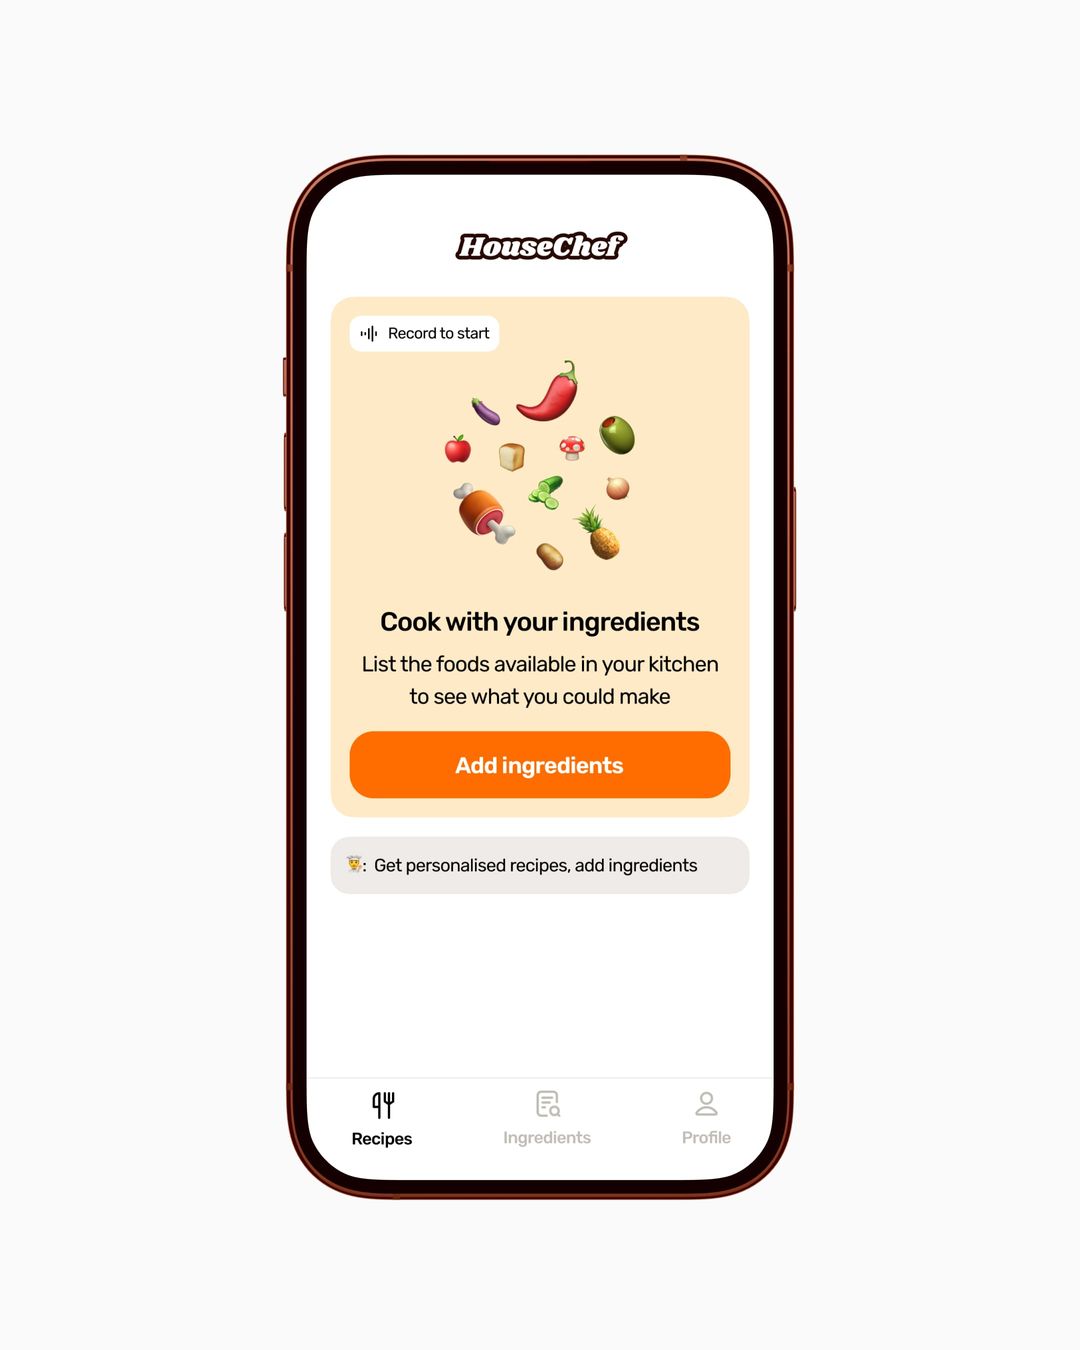 HouseChef
Record to start
Cook with your ingredients
List the foods available in your kitchen
to see what you could make
Add ingredients
: Get personalised recipes, add ingredients
Recipes
Ingredients
Profile